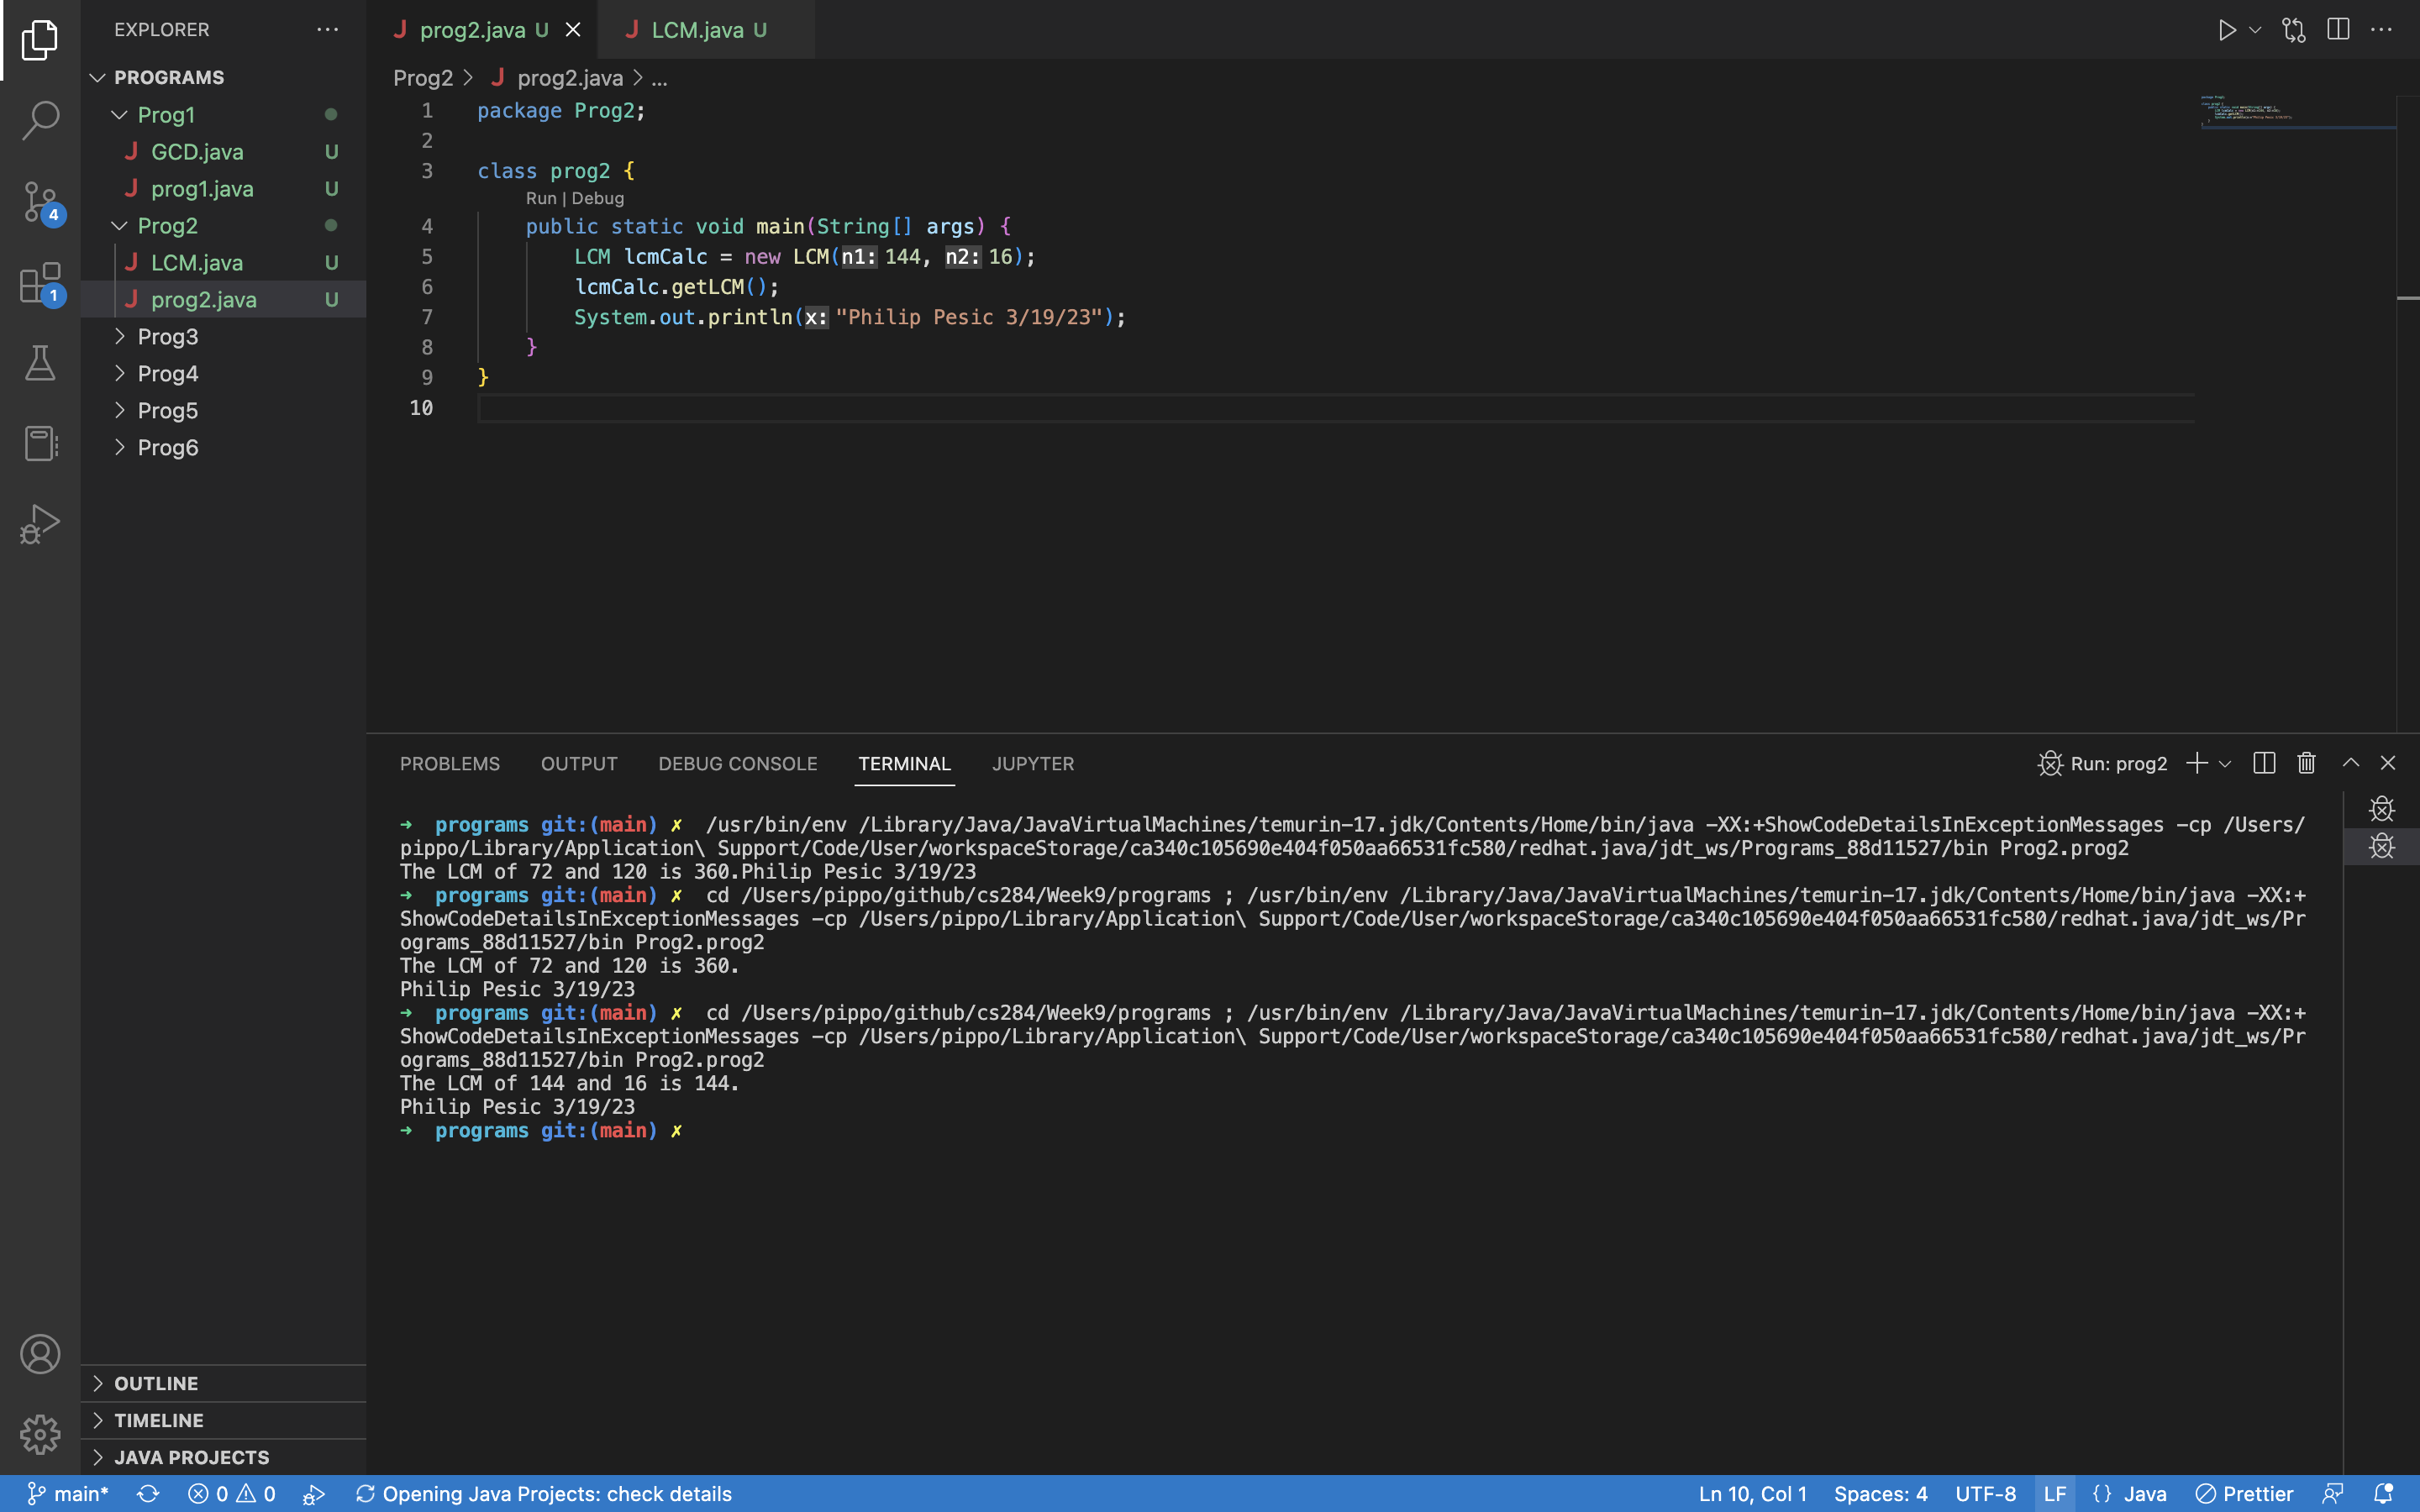 EXPLORER
PROGRAMS
Prog1
GCD.java U
prog1.java U
Prog2
LCM.java U
prog2.java U
Prog3
Prog4
Prog5
Prog6
OUTLINE
TIMELINE
JAVA PROJECTS
4
1
prog2.java U
LCM.java U
Prog2 > prog2.java > ...
1 package Prog2;
2
3 class prog2 {
Run | Debug
4 public static void main(String[] args) {
5 LCM lcmCalc = new LCM(n1: 144, n2: 16);
6 lcmCalc.getLCM();
7 System.out.println(x: "Philip Pesic 3/19/23");
8 }
9 }
10
PROBLEMS OUTPUT DEBUG CONSOLE TERMINAL JUPYTER
Run: prog2
➜ programs git:(main) ✗ /usr/bin/env /Library/Java/JavaVirtualMachines/temurin-17.jdk/Contents/Home/bin/java -XX:+ShowCodeDetailsInExceptionMessages -cp /Users/
pippo/Library/Application\ Support/Code/User/workspaceStorage/ca340c105690e404f050aa66531fc580/redhat.java/jdt_ws/Programs_88d11527/bin Prog2.prog2
The LCM of 72 and 120 is 360.Philip Pesic 3/19/23
➜ programs git:(main) ✗ cd /Users/pippo/github/cs284/Week9/programs ; /usr/bin/env /Library/Java/JavaVirtualMachines/temurin-17.jdk/Contents/Home/bin/java -XX:+
ShowCodeDetailsInExceptionMessages -cp /Users/pippo/Library/Application\ Support/Code/User/workspaceStorage/ca340c105690e404f050aa66531fc580/redhat.java/jdt_ws/Pr
ograms_88d11527/bin Prog2.prog2
The LCM of 72 and 120 is 360.
Philip Pesic 3/19/23
➜ programs git:(main) ✗ cd /Users/pippo/github/cs284/Week9/programs ; /usr/bin/env /Library/Java/JavaVirtualMachines/temurin-17.jdk/Contents/Home/bin/java -XX:+
ShowCodeDetailsInExceptionMessages -cp /Users/pippo/Library/Application\ Support/Code/User/workspaceStorage/ca340c105690e404f050aa66531fc580/redhat.java/jdt_ws/Pr
ograms_88d11527/bin Prog2.prog2
The LCM of 144 and 16 is 144.
Philip Pesic 3/19/23
➜ programs git:(main) ✗
main* 0 0 Opening Java Projects: check details Ln 10, Col 1 Spaces: 4 UTF-8 LF {} Java Prettier